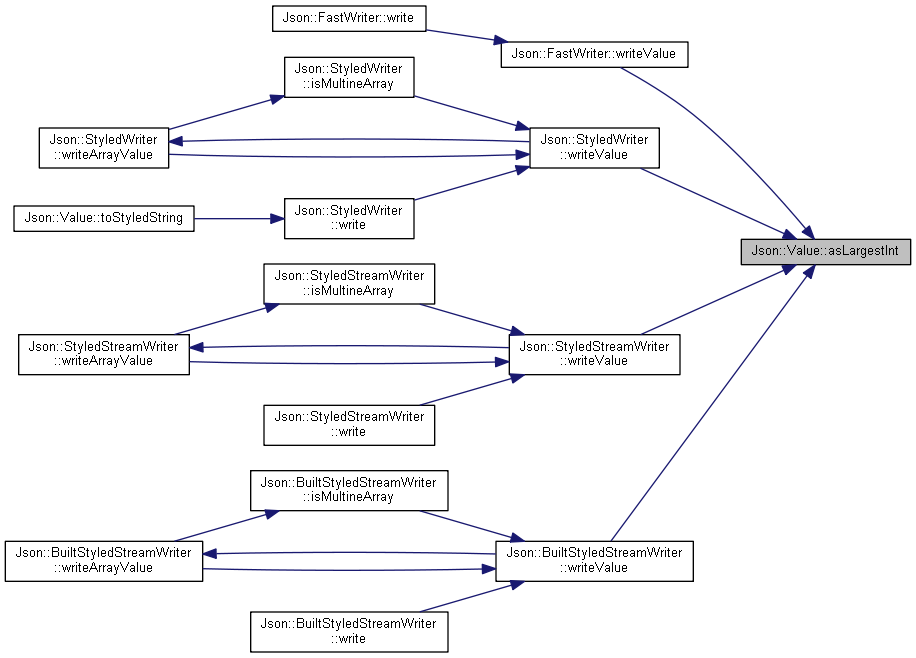 Json::FastWriter::write
Json::FastWriter::writeValue
Json::StyledWriter
::isMultineArray
Json::StyledWriter
::writeArrayValue
Json::StyledWriter
::writeValue
Json::Value::toStyledString
Json::StyledWriter
::write
Json::Value::asLargestInt
Json::StyledStreamWriter
::isMultineArray
Json::StyledStreamWriter
::writeArrayValue
Json::StyledStreamWriter
::writeValue
Json::StyledStreamWriter
::write
Json::BuiltStyledStreamWriter
::isMultineArray
Json::BuiltStyledStreamWriter
::writeArrayValue
Json::BuiltStyledStreamWriter
::writeValue
Json::BuiltStyledStreamWriter
::write